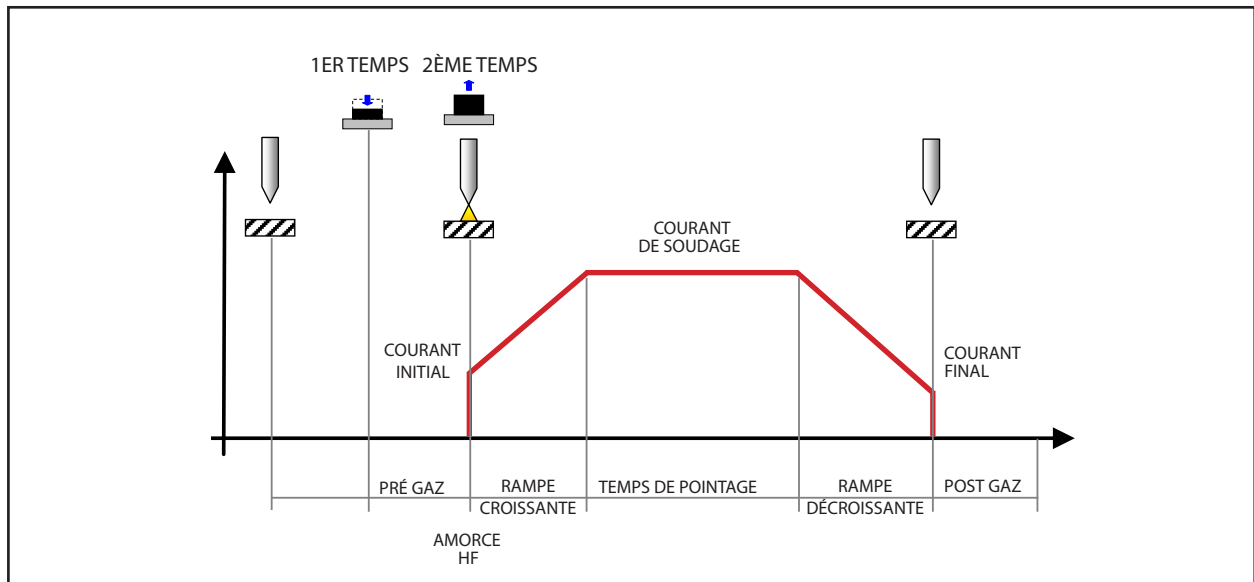 1ER TEMPS
2ÈME TEMPS
COURANT
DE SOUDAGE
COURANT
INITIAL
COURANT
FINAL
PRÉ GAZ
RAMPE
CROISSANTE
TEMPS DE POINTAGE
RAMPE
DÉCROISSANTE
POST GAZ
AMORCE
HF